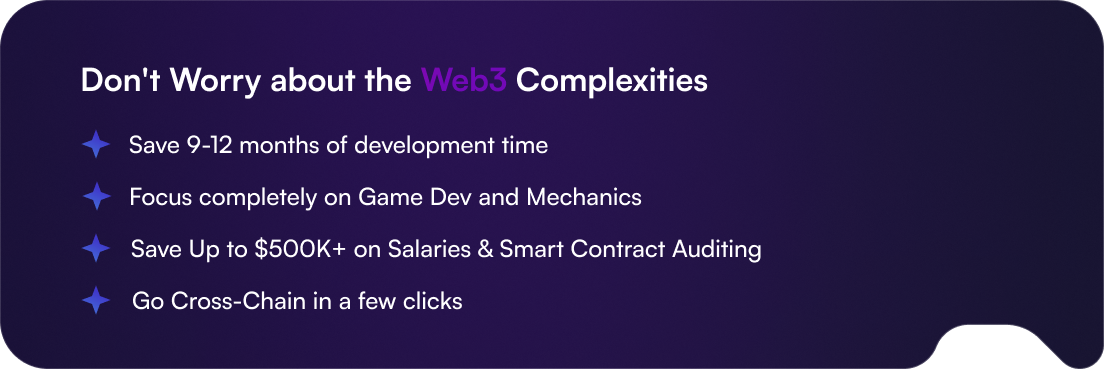 Don't Worry about the Web3 Complexities
Save 9-12 months of development time
Focus completely on Game Dev and Mechanics
Save Up to $500K+ on Salaries & Smart Contract Auditing
Go Cross-Chain in a few clicks